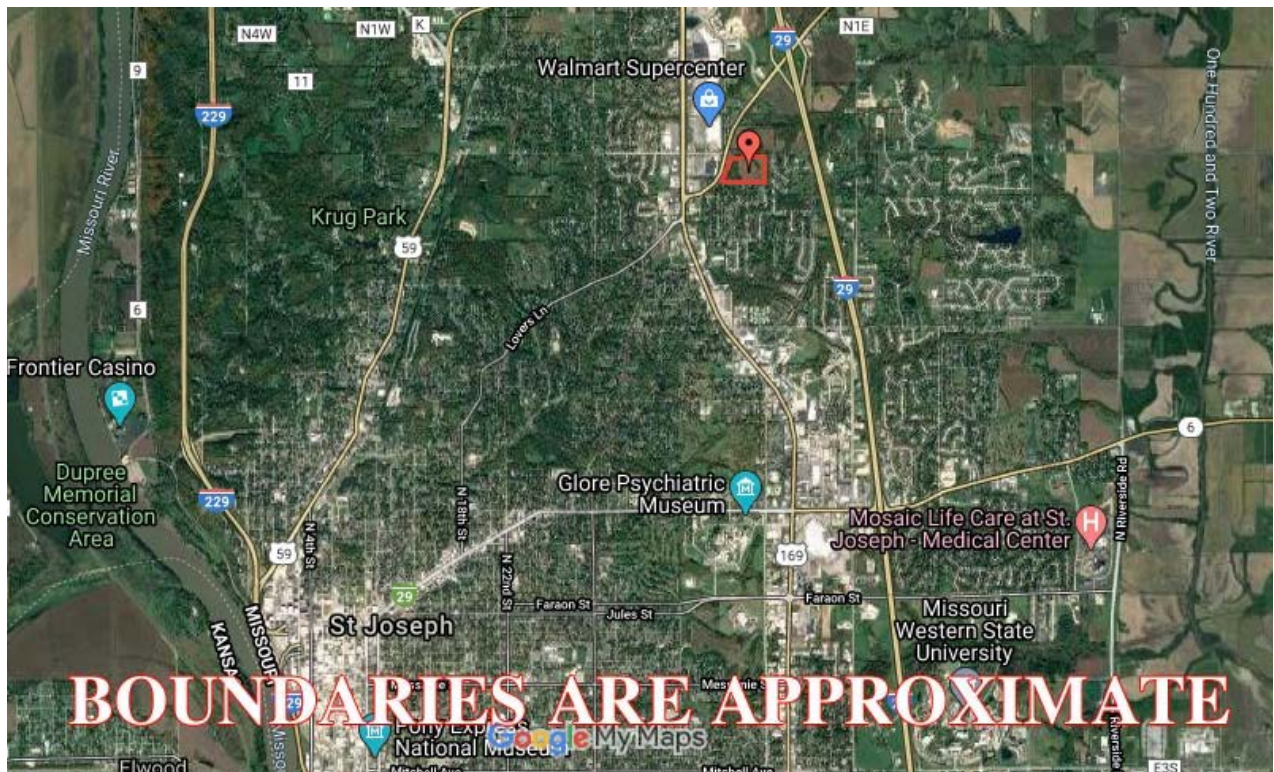 N4W
N1W
K
N1E
29
9
11
Walmart Supercenter
229
One Hundred and Two River
Missouri River
Krug Park
59
6
29
Lovers Ln
Frontier Casino
6
Dupree
Memorial
Conservation
Area
229
N 18th St
Glore Psychiatric
Museum
N Riverside Rd
Mosaic Life Care at St.
Joseph - Medical Center
59
N 4th St
169
N 22nd St
29
Faraon St
Jules St
Faraon St
St Joseph
MISSOURI
Missouri
Western State
University
BOUNDARIES ARE APPROXIMATE
29
Riverside
Pony Express
National Museum
Google My Maps
Elwood
Mitchell Ave
Mitchell Ave
E3S